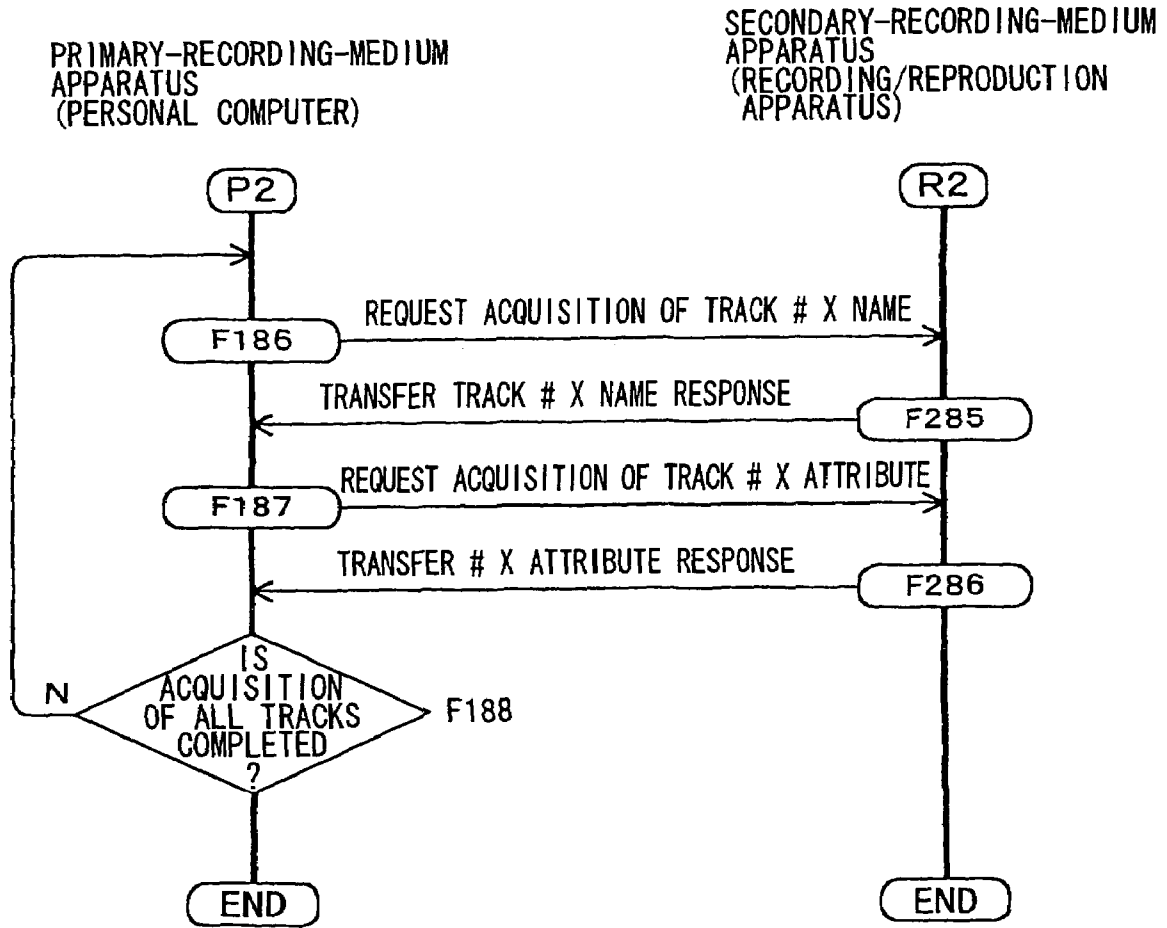 PRIMARY-RECORDING-MEDIUM
APPARATUS
(PERSONAL COMPUTER)
SECONDARY-RECORDING-MEDIUM
APPARATUS
(RECORDING/REPRODUCTION
APPARATUS)
P2
R2
REQUEST ACQUISITION OF TRACK # X NAME
F186
TRANSFER TRACK # X NAME RESPONSE
F285
REQUEST ACQUISITION OF TRACK # X ATTRIBUTE
F187
TRANSFER # X ATTRIBUTE RESPONSE
F286
IS
ACQUISITION
OF ALL TRACKS
COMPLETED
?
N
F188
END
END